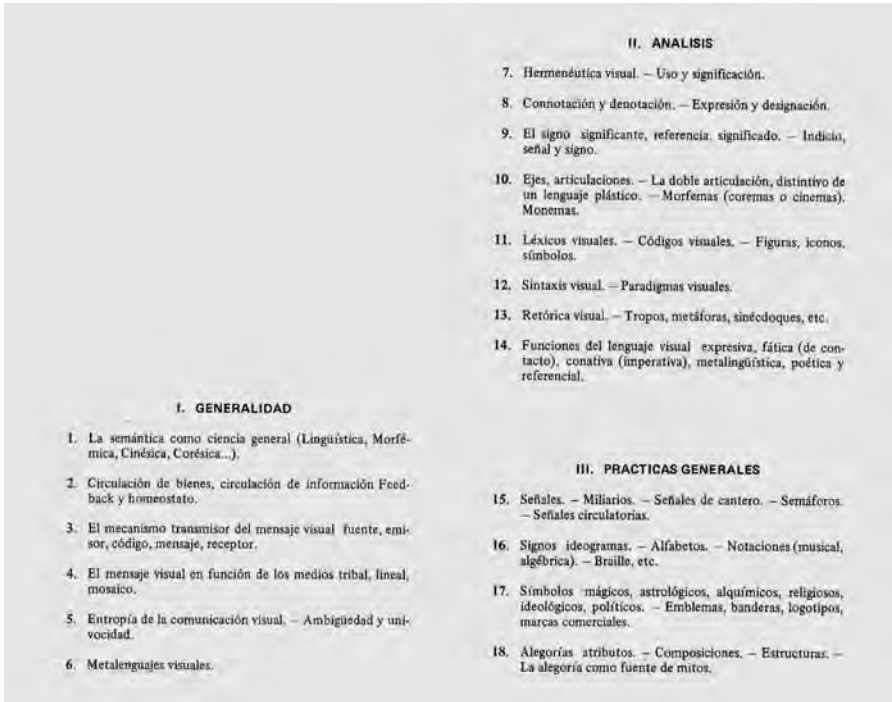 I. GENERALIDAD
1. La semántica como ciencia general (Lingüística, Morfé-
mica, Cinésica, Corésica...).
2. Circulación de bienes, circulación de información Feed-
back y homeostato.
3. El mecanismo transmisor del mensaje visual fuente, emi-
sor, código, mensaje, receptor.
4. El mensaje visual en función de los medios tribal, lineal,
mosaico.
5. Entropía de la comunicación visual. — Ambigüedad y uni-
vocidad.
6. Metalenguajes visuales.
II. ANALISIS
7. Hermenéutica visual. — Uso y significación.
8. Connotación y denotación. — Expresión y designación.
9. El signo significante, referencia, significado. — Indicio,
señal y signo.
10. Ejes, articulaciones. — La doble articulación, distintivo de
un lenguaje plástico. — Morfemas (coremas o cinemas).
Monemas.
11. Léxicos visuales. — Códigos visuales. — Figuras, iconos,
símbolos.
12. Sintaxis visual. — Paradigmas visuales.
13. Retórica visual. — Tropos, metáforas, sinécdoques, etc.
14. Funciones del lenguaje visual expresiva, fática (de con-
tacto), conativa (imperativa), metalingüística, poética y
referencial.
III. PRACTICAS GENERALES
15. Señales. — Miliarios. — Señales de cantero. — Semáforos.
— Señales circulatorias.
16. Signos ideogramas. — Alfabetos. — Notaciones (musical,
algébrica). — Braille, etc.
17. Símbolos mágicos, astrológicos, alquímicos, religiosos,
ideológicos, políticos. — Emblemas, banderas, logotipos,
marcas comerciales.
18. Alegorías atributos. — Composiciones. — Estructuras. —
La alegoría como fuente de mitos.